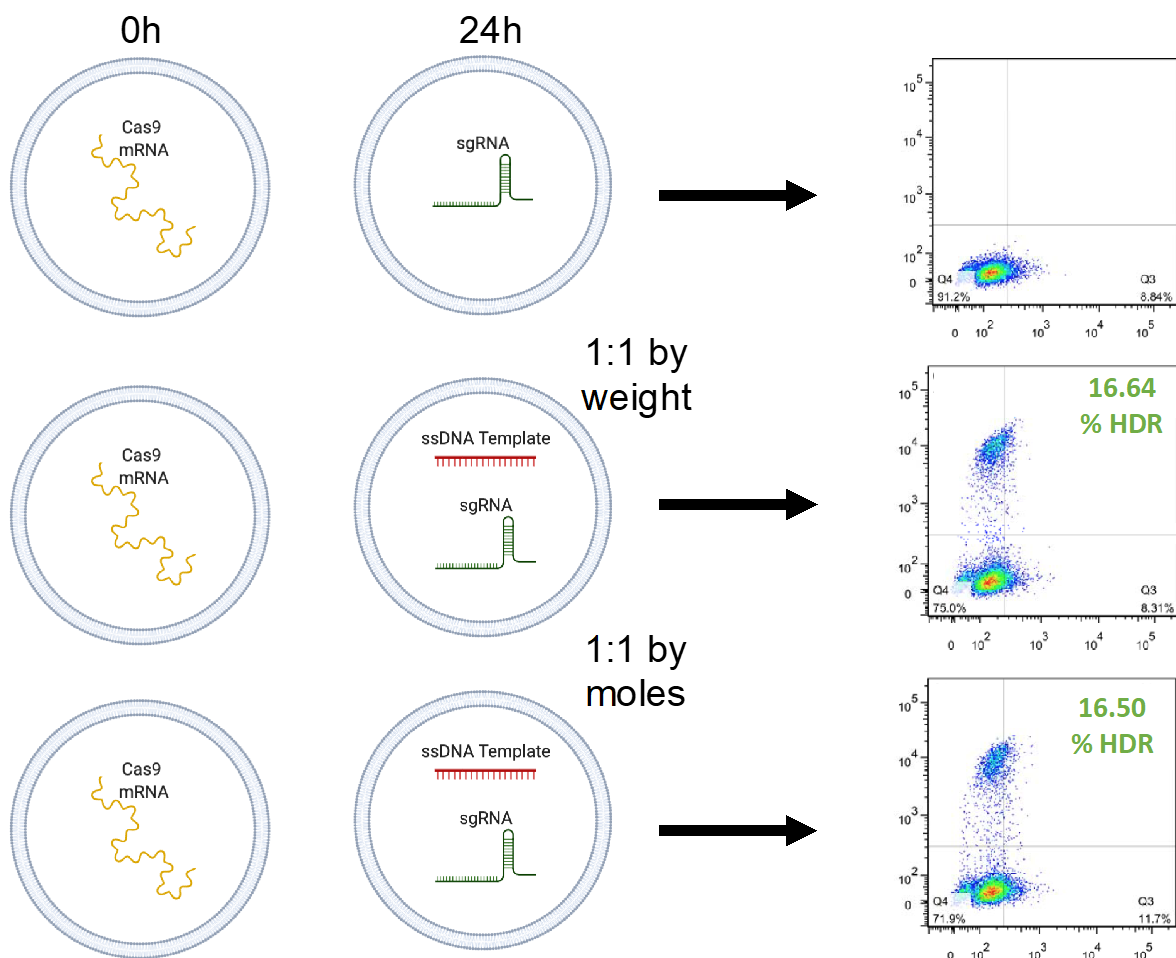 0h
24h
Cas9
mRNA
sgRNA
10^5
10^4
10^3
10^2
0
Q4
91.2%
Q3
8.84%
0 10^2 10^3 10^4 10^5
1:1 by
weight
Cas9
mRNA
ssDNA Template
sgRNA
16.64
% HDR
10^5
10^4
10^3
10^2
0
Q4
75.0%
Q3
8.31%
0 10^2 10^3 10^4 10^5
1:1 by
moles
Cas9
mRNA
ssDNA Template
sgRNA
16.50
% HDR
10^5
10^4
10^3
10^2
0
Q4
71.9%
Q3
11.7%
0 10^2 10^3 10^4 10^5